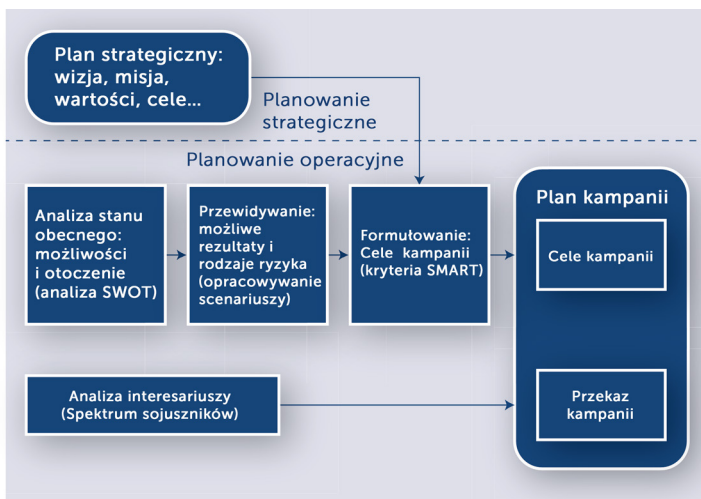 Plan strategiczny:
wizja, misja,
wartości, cele...
Planowanie
strategiczne
Planowanie operacyjne
Analiza stanu
obecnego:
możliwości
i otoczenie
(analiza SWOT)
Przewidywanie:
możliwe
rezultaty i
rodzaje ryzyka
(opracowywanie
scenariuszy)
Formułowanie:
Cele kampanii
(kryteria SMART)
Plan kampanii
Cele kampanii
Analiza interesariuszy
(Spektrum sojuszników)
Przekaz
kampanii